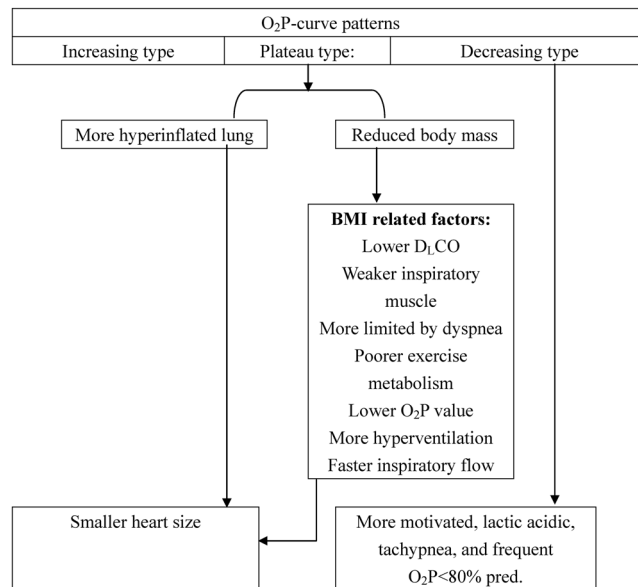 O₂P-curve patterns
Increasing type
Plateau type:
Decreasing type
More hyperinflated lung
Reduced body mass
BMI related factors:
Lower DLCO
Weaker inspiratory
muscle
More limited by dyspnea
Poorer exercise
metabolism
Lower O₂P value
More hyperventilation
Faster inspiratory flow
Smaller heart size
More motivated, lactic acidic,
tachypnea, and frequent
O₂P<80% pred.